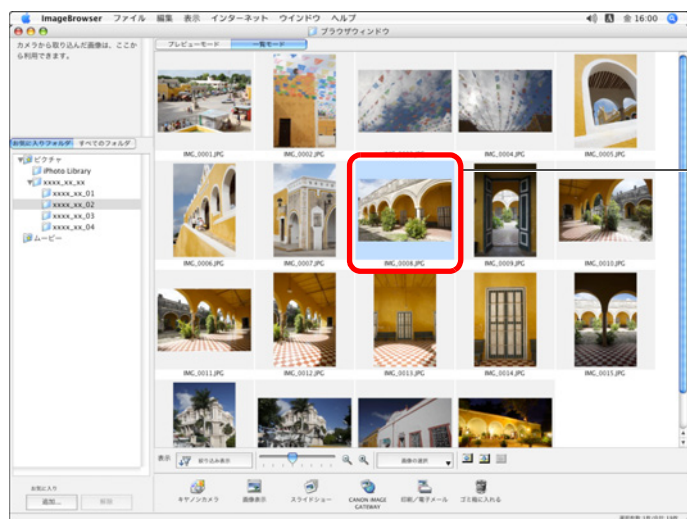 ImageBrowser ファイル 編集 表示 インターネット ウインドウ ヘルプ
金 16:00
ブラウザウィンドウ
カメラから取り込んだ画像は、ここか
ら利用できます。
プレビューモード 一覧モード
お気に入りフォルダ すべてのフォルダ
ピクチャ
iPhoto Library
xxxx_xx_xx
xxxx_xx_01
xxxx_xx_02
xxxx_xx_03
xxxx_xx_04
ムービー
IMG_0001.JPG IMG_0002.JPG IMG_0003.JPG IMG_0004.JPG IMG_0005.JPG
IMG_0006.JPG IMG_0007.JPG IMG_0008.JPG IMG_0009.JPG IMG_0010.JPG
IMG_0011.JPG IMG_0012.JPG IMG_0013.JPG IMG_0014.JPG IMG_0015.JPG
表示 絞り込み表示 画像の選択
お気に入り
追加... 解除
キヤノンカメラ 画像表示 スライドショー CANON iMAGE GATEWAY 印刷/電子メール ゴミ箱に入れる